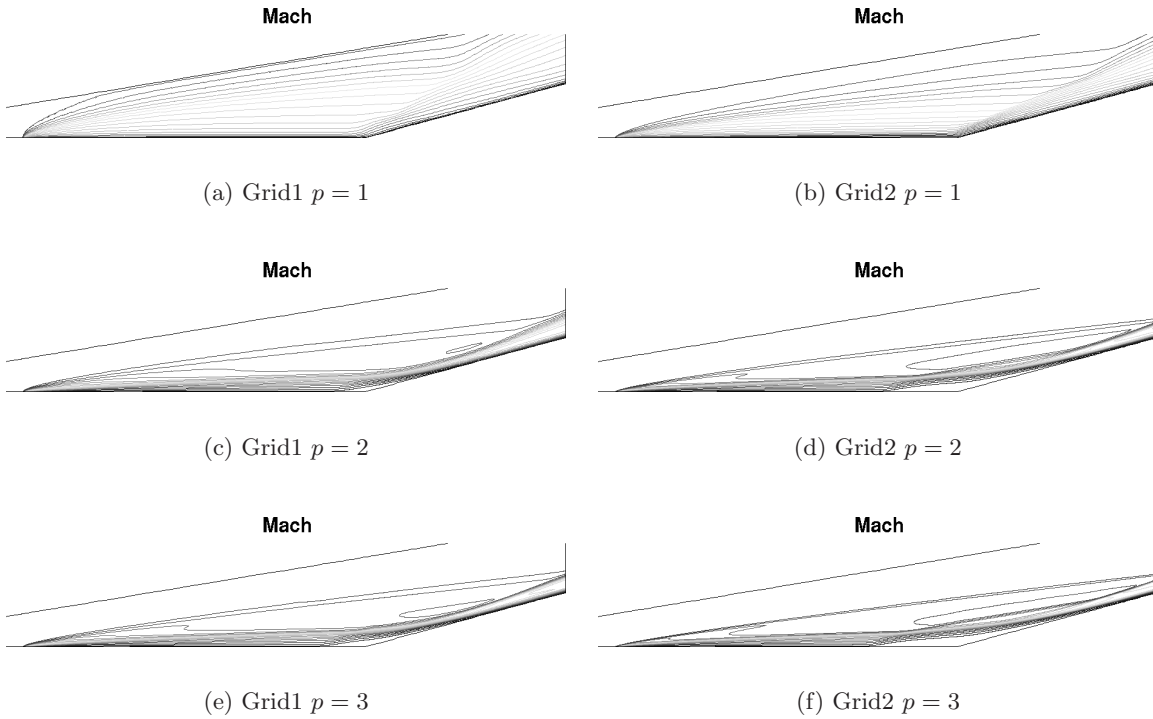 Mach
Mach
(a) Grid1 p = 1
(b) Grid2 p = 1
Mach
Mach
(c) Grid1 p = 2
(d) Grid2 p = 2
Mach
Mach
(e) Grid1 p = 3
(f) Grid2 p = 3